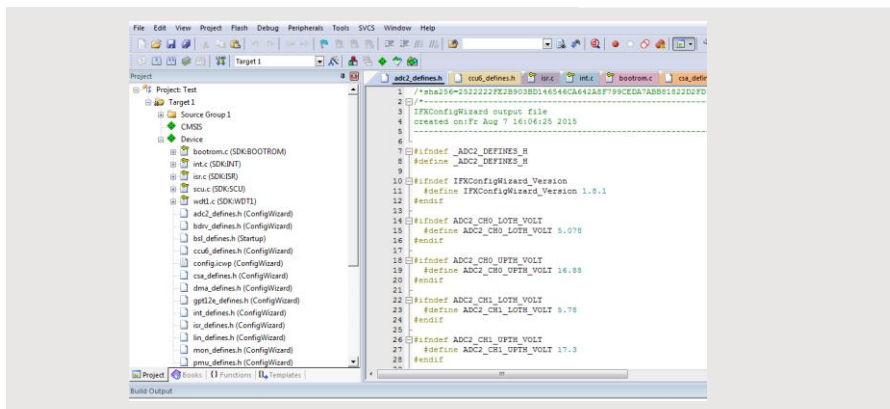 File Edit View Project Flash Debug Peripherals Tools SVCS Window Help
Target 1
Project
Project: Test
Target 1
Source Group 1
CMSIS
Device
bootrom.c (SDK:BOOTROM)
int.c (SDK:INT)
isr.c (SDK:ISR)
scu.c (SDK:SCU)
wdt1.c (SDK:WDT1)
adc2_defines.h (ConfigWizard)
bdrv_defines.h (ConfigWizard)
bsl_defines.h (Startup)
ccu6_defines.h (ConfigWizard)
config.icwp (ConfigWizard)
csa_defines.h (ConfigWizard)
dma_defines.h (ConfigWizard)
gpt12e_defines.h (ConfigWizard)
int_defines.h (ConfigWizard)
isr_defines.h (ConfigWizard)
lin_defines.h (ConfigWizard)
mon_defines.h (ConfigWizard)
pmu_defines.h (ConfigWizard)
Project Books Functions Templates
Build Output
adc2_defines.h ccu6_defines.h isr.c int.c bootrom.c csa_defin
1
2 /*
3 IFXConfigWizard output file
4 created on:Fr Aug 7 16:06:25 2015
5
6
7 #ifndef _ADC2_DEFINES_H
8 #define _ADC2_DEFINES_H
9
10 #ifndef IFXConfigWizard_Version
11 #define IFXConfigWizard_Version 1.8.1
12 #endif
13
14 #ifndef ADC2_CH0_LOTH_VOLT
15 #define ADC2_CH0_LOTH_VOLT 5.078
16 #endif
17
18 #ifndef ADC2_CH0_UPTH_VOLT
19 #define ADC2_CH0_UPTH_VOLT 16.88
20 #endif
21
22 #ifndef ADC2_CH1_LOTH_VOLT
23 #define ADC2_CH1_LOTH_VOLT 5.78
24 #endif
25
26 #ifndef ADC2_CH1_UPTH_VOLT
27 #define ADC2_CH1_UPTH_VOLT 17.3
28 #endif